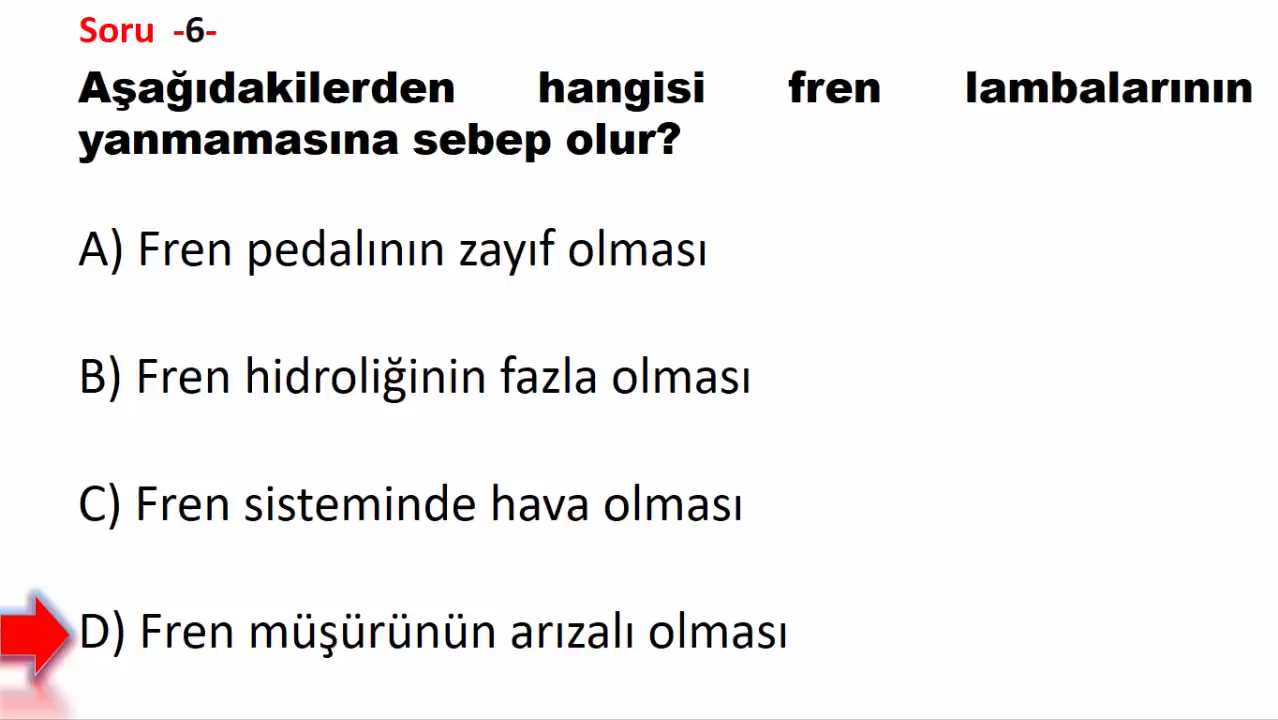 Soru -6-
Aşağıdakilerden hangisi fren lambalarının
yanmamasına sebep olur?
A) Fren pedalının zayıf olması
B) Fren hidroliğinin fazla olması
C) Fren sisteminde hava olması
D) Fren müşürünün arızalı olması